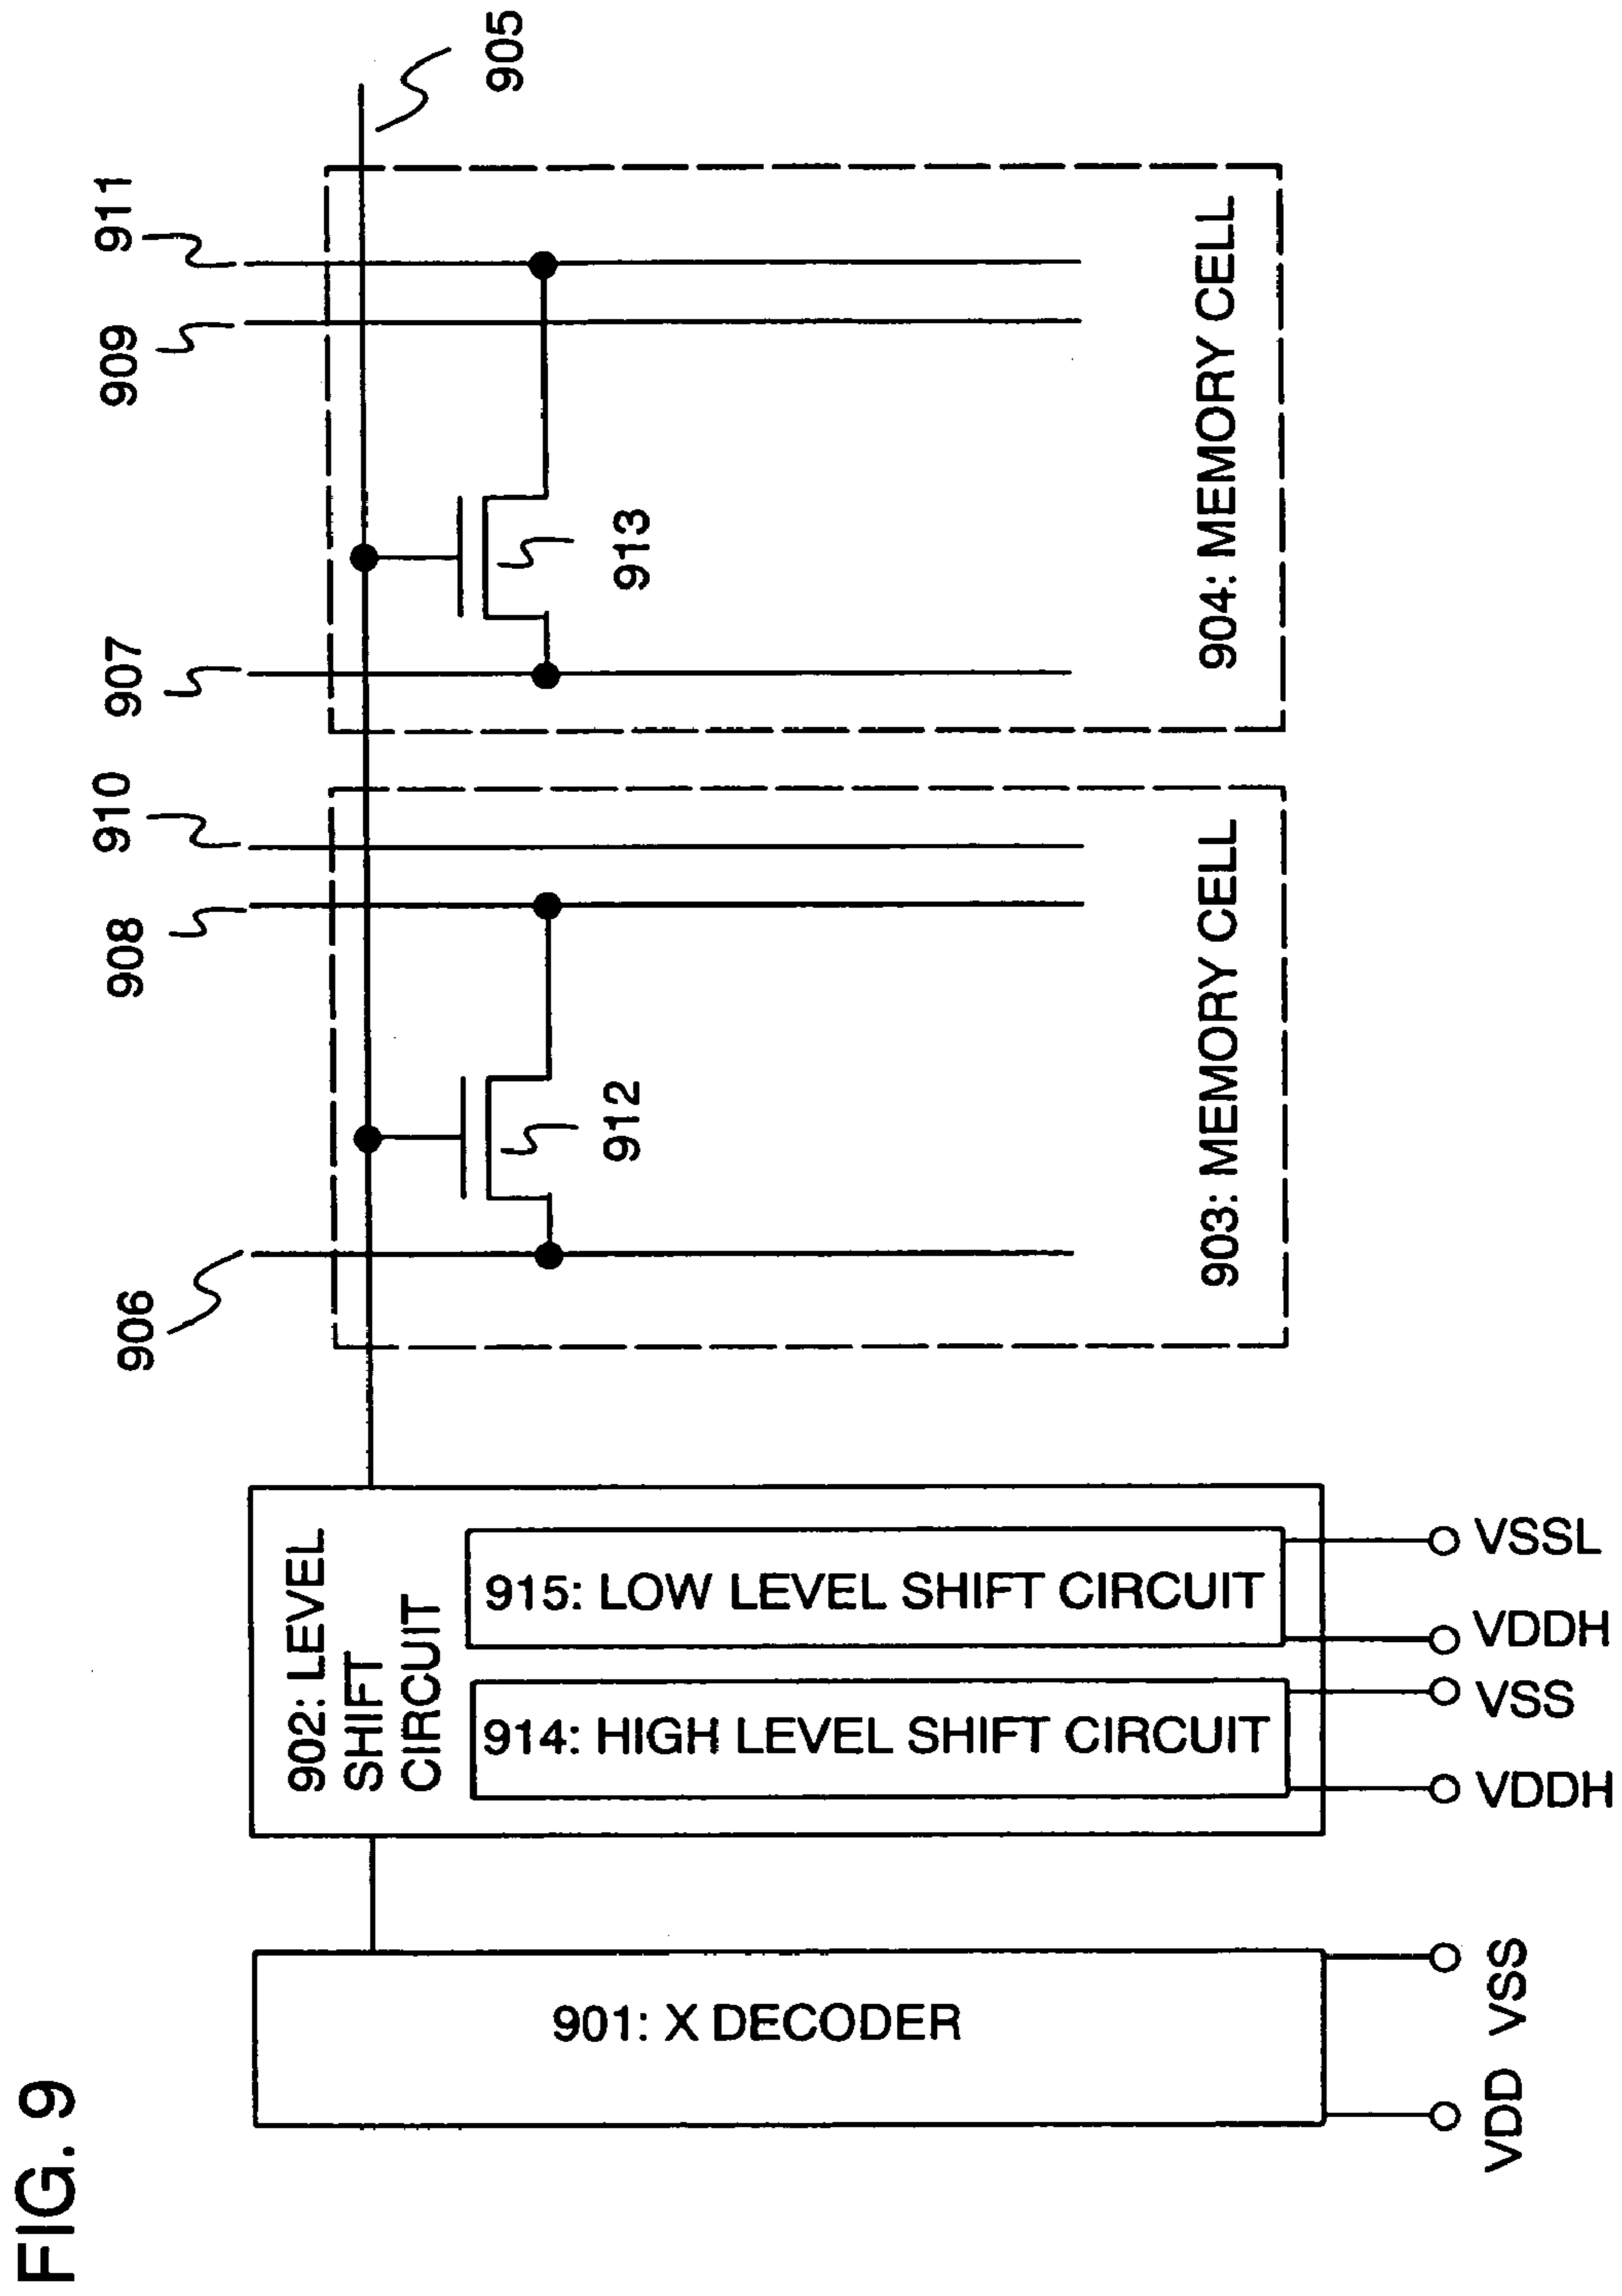 FIG. 9
901: X DECODER
VDD
VSS
902: LEVEL
SHIFT
CIRCUIT
914: HIGH LEVEL SHIFT CIRCUIT
915: LOW LEVEL SHIFT CIRCUIT
VDDH
VSS
VDDH
VSSL
906
908
910
912
903: MEMORY CELL
907
909
911
913
904: MEMORY CELL
905